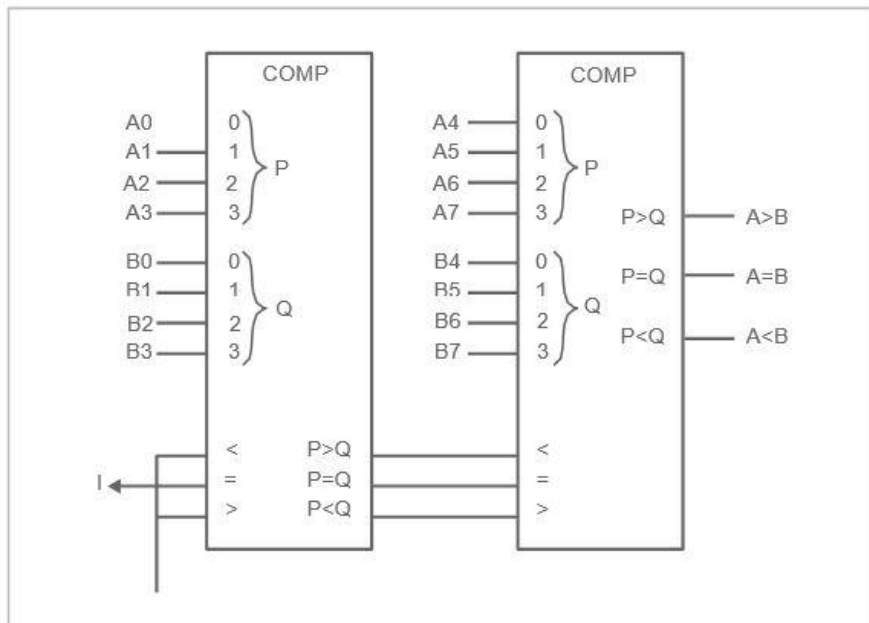 COMP
A0 0
A1 1
A2 2
A3 3
P
B0 0
B1 1
B2 2
B3 3
Q
< P>Q
I = P=Q
> P<Q
COMP
A4 0
A5 1
A6 2
A7 3
P
B4 0
B5 1
B6 2
B7 3
Q
P>Q A>B
P=Q A=B
P<Q A<B
<
=
>